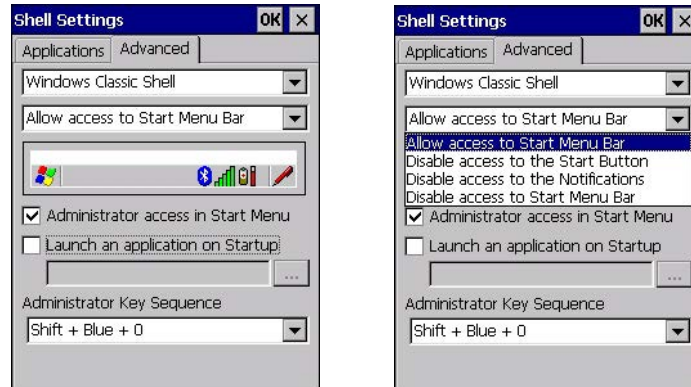 Shell Settings OK
Applications Advanced
Windows Classic Shell
Allow access to Start Menu Bar
Administrator access in Start Menu
Launch an application on Startup
...
Administrator Key Sequence
Shift + Blue + 0
Shell Settings OK
Applications Advanced
Windows Classic Shell
Allow access to Start Menu Bar
Allow access to Start Menu Bar
Disable access to the Start Button
Disable access to the Notifications
Disable access to Start Menu Bar
Administrator access in Start Menu
Launch an application on Startup
...
Administrator Key Sequence
Shift + Blue + 0